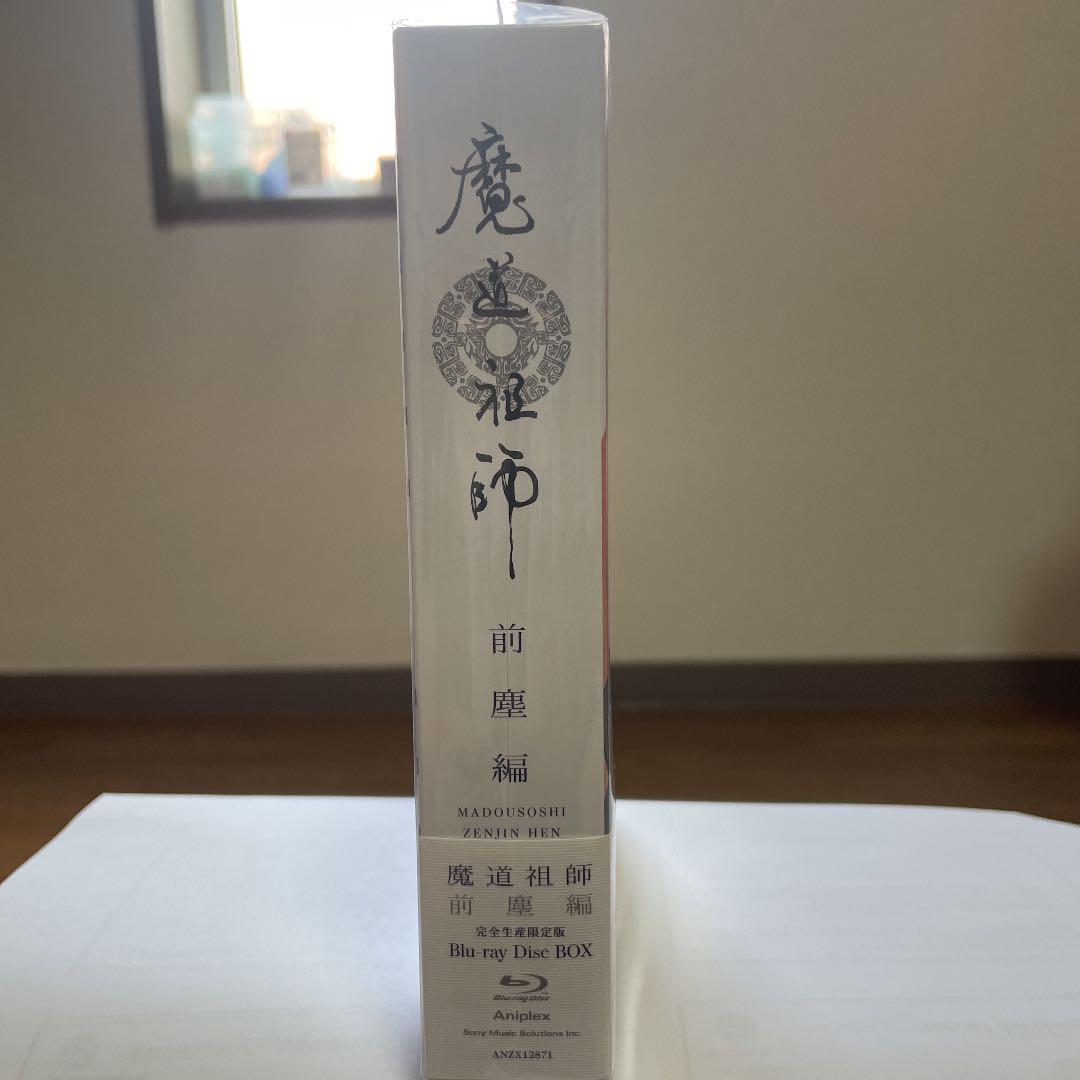 魔道祖師
前塵編
MADOUSOSHI
ZENJIN HEN
魔道祖師
前塵編
完全生産限定版
Blu-ray Disc BOX
Blu-ray Disc
Aniplex
Sony Music Solutions Inc
ANZX12871